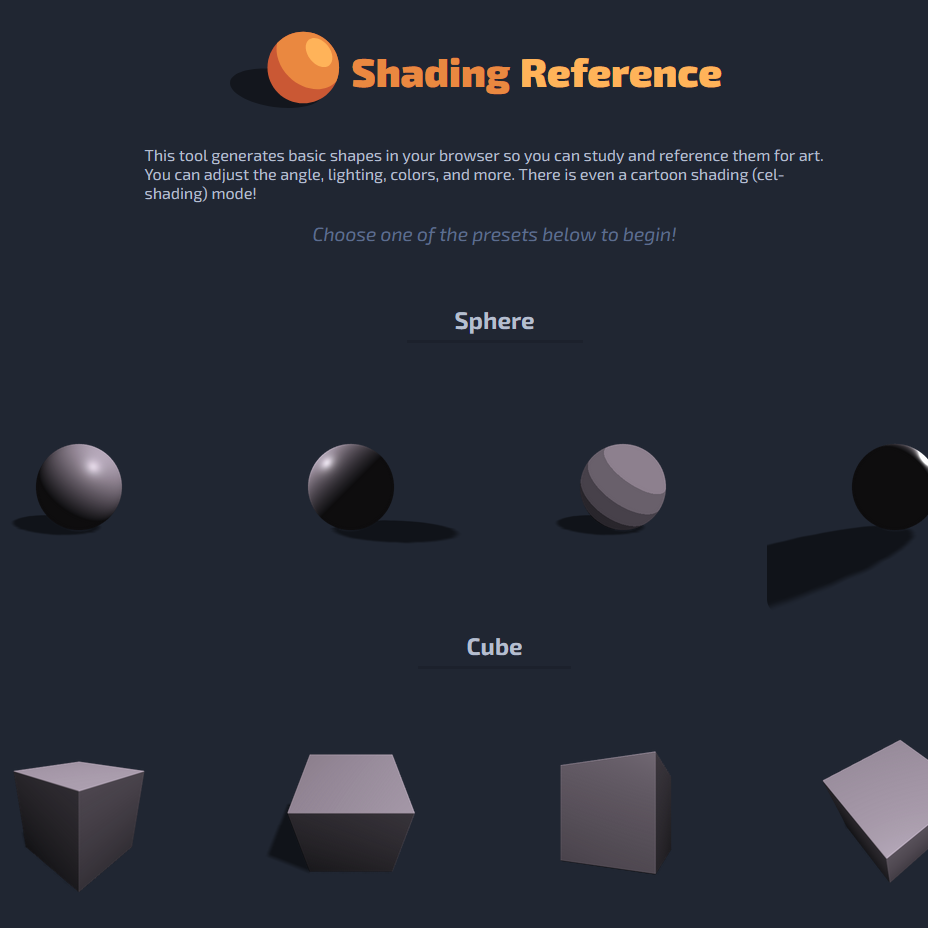 Shading Reference
This tool generates basic shapes in your browser so you can study and reference them for art.
You can adjust the angle, lighting, colors, and more. There is even a cartoon shading (cel-
shading) mode!
Choose one of the presets below to begin!
Sphere
Cube